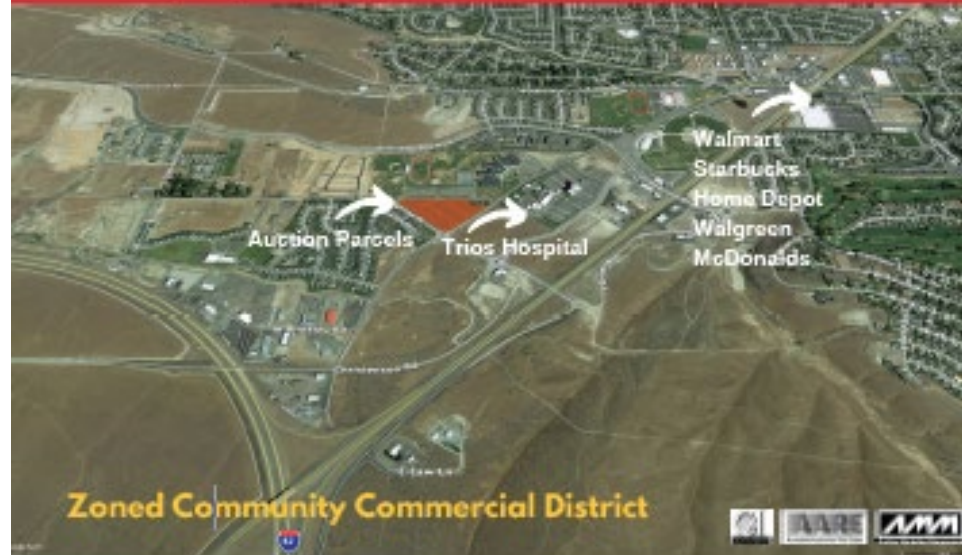 Walmart
Starbucks
Home Depot
Walgreen
McDonalds
Auction Parcels
Trios Hospital
Zoned Community Commercial District
AARE
AMM